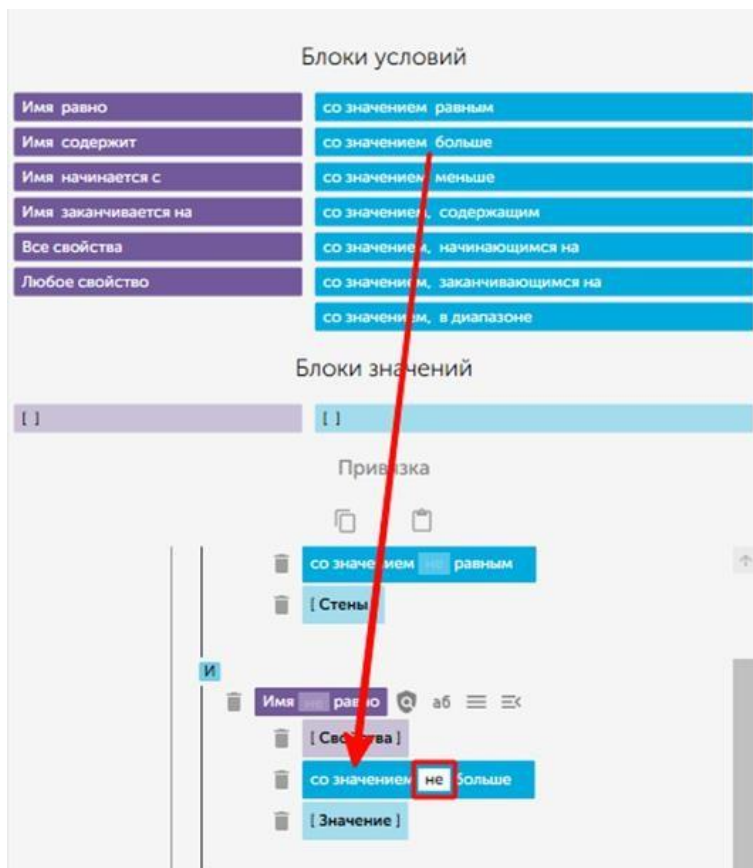 Блоки условий
Имя равно со значением равным
Имя содержит со значением больше
Имя начинается с со значением меньше
Имя заканчивается на со значением, содержащим
Все свойства со значением, начинающимся на
Любое свойство со значением, заканчивающимся на
со значением, в диапазоне
Блоки значений
[ ] [ ]
Привязка
со значением не равным
[ Стены ]
И
Имя не равно аб
[ Свойства ]
со значением не больше
[ Значение ]